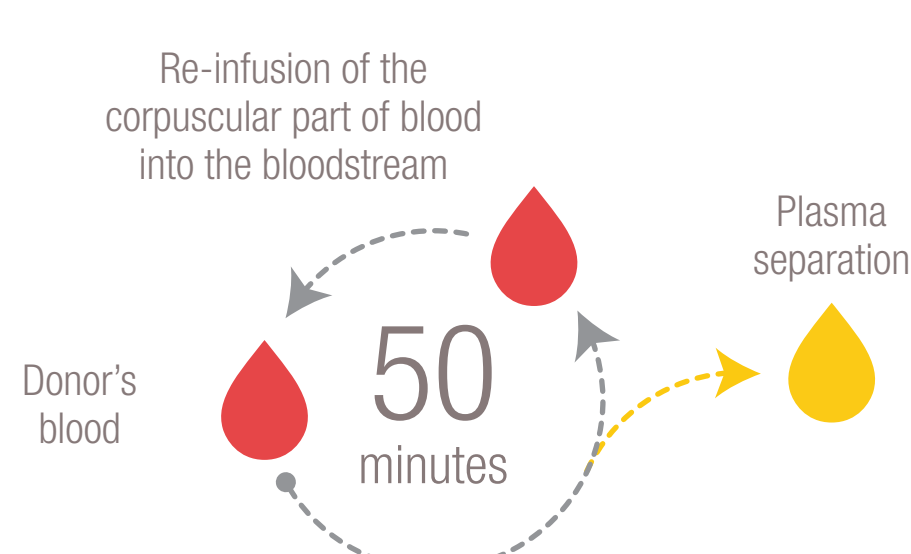 Re-infusion of the
corpuscular part of blood
into the bloodstream
Plasma
separation
Donor’s
blood
50
minutes